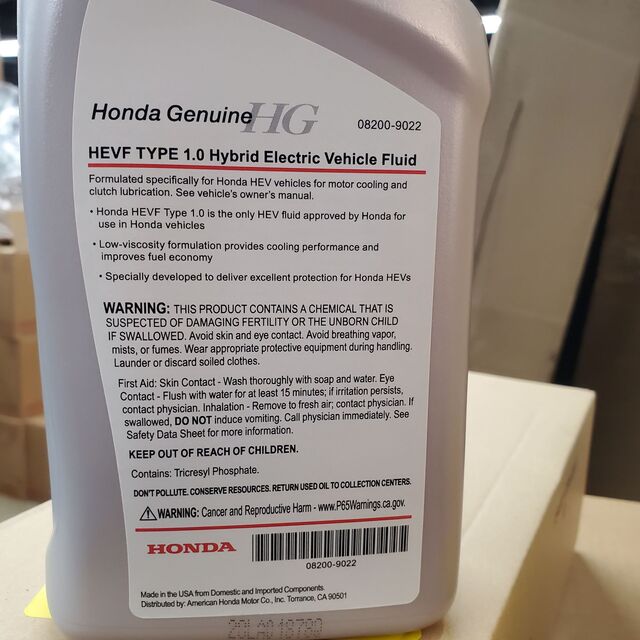 Honda Genuine HG 08200-9022
HEVF TYPE 1.0 Hybrid Electric Vehicle Fluid
Formulated specifically for Honda HEV vehicles for motor cooling and
clutch lubrication. See vehicle's owner's manual.
• Honda HEVF Type 1.0 is the only HEV fluid approved by Honda for
use in Honda vehicles
• Low-viscosity formulation provides cooling performance and
improves fuel economy
• Specially developed to deliver excellent protection for Honda HEVs
WARNING: THIS PRODUCT CONTAINS A CHEMICAL THAT IS
SUSPECTED OF DAMAGING FERTILITY OR THE UNBORN CHILD
IF SWALLOWED. Avoid skin and eye contact. Avoid breathing vapor,
mists, or fumes. Wear appropriate protective equipment during handling.
Launder or discard soiled clothes.
First Aid: Skin Contact - Wash thoroughly with soap and water. Eye
Contact - Flush with water for at least 15 minutes; if irritation persists,
contact physician. Inhalation - Remove to fresh air; contact physician. If
swallowed, DO NOT induce vomiting. Call physician immediately. See
Safety Data Sheet for more information.
KEEP OUT OF REACH OF CHILDREN.
Contains: Tricresyl Phosphate.
DON'T POLLUTE. CONSERVE RESOURCES. RETURN USED OIL TO COLLECTION CENTERS.
WARNING: Cancer and Reproductive Harm - www.P65Warnings.ca.gov.
HONDA
08200-9022
Made in the USA from Domestic and Imported Components.
Distributed by: American Honda Motor Co., Inc. Torrance, CA 90501